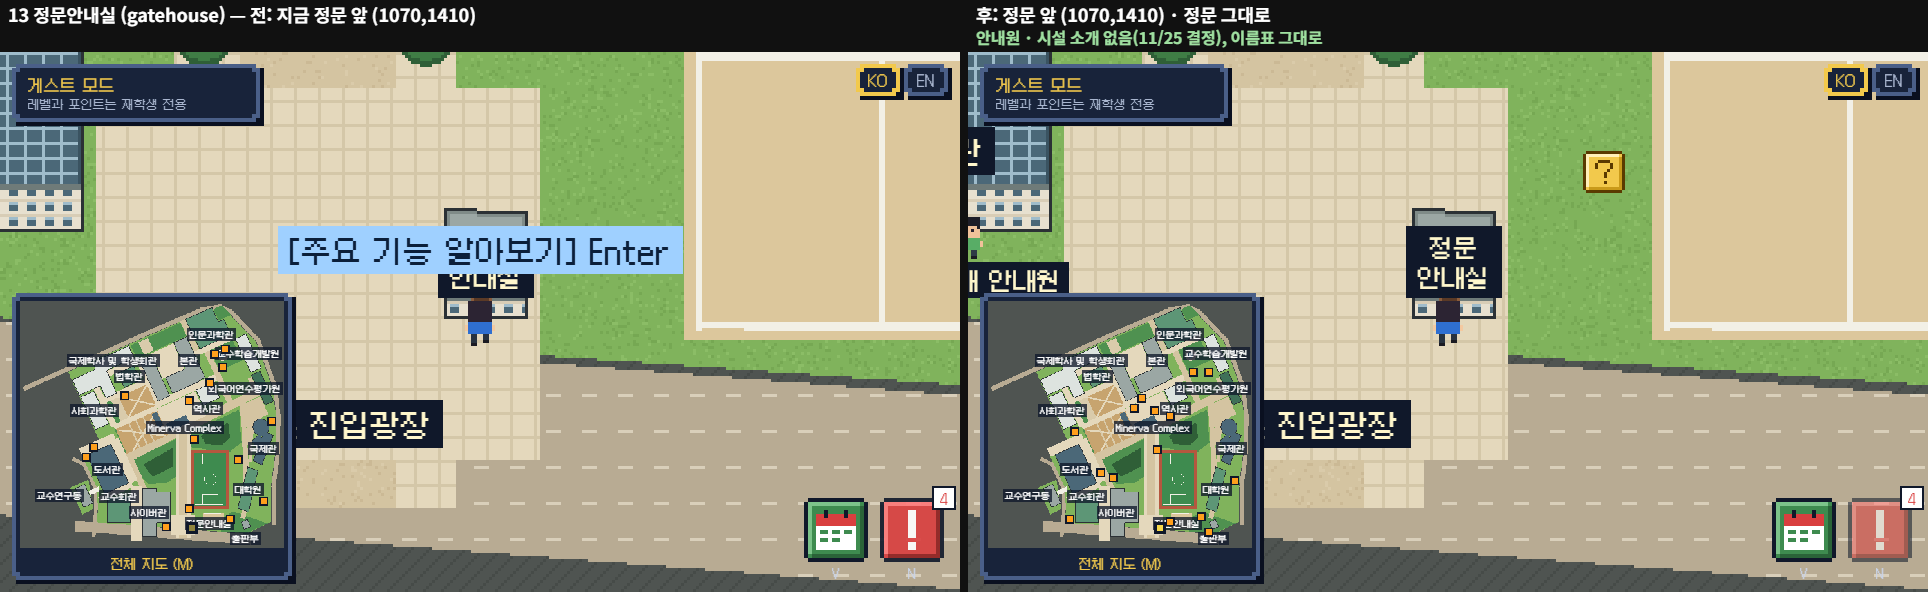 13 정문안내실 (gatehouse) — 전: 지금 정문 앞 (1070,1410)
게스트 모드
레벨과 포인트는 재학생 전용
KO
EN
[주요 기능 알아보기] Enter
안내실
진입광장
인문과학관
교수학습개발원
국제학사 및 학생회관
본관
법학관
외국어연수평가원
사회과학관
역사관
Minerva Complex
국제관
도서관
대학원
교수연구동
교수회관
사이버관
정문안내실
출판부
전체 지도 (M)
4
V
N
후: 정문 앞 (1070,1410) · 정문 그대로
안내원 · 시설 소개 없음(11/25 결정), 이름표 그대로
게스트 모드
레벨과 포인트는 재학생 전용
KO
EN
?
정문
안내실
안내원
진입광장
인문과학관
교수학습개발원
국제학사 및 학생회관
본관
법학관
외국어연수평가원
사회과학관
역사관
Minerva Complex
국제관
도서관
대학원
교수연구동
교수회관
사이버관
출판부
전체 지도 (M)
4
V
N